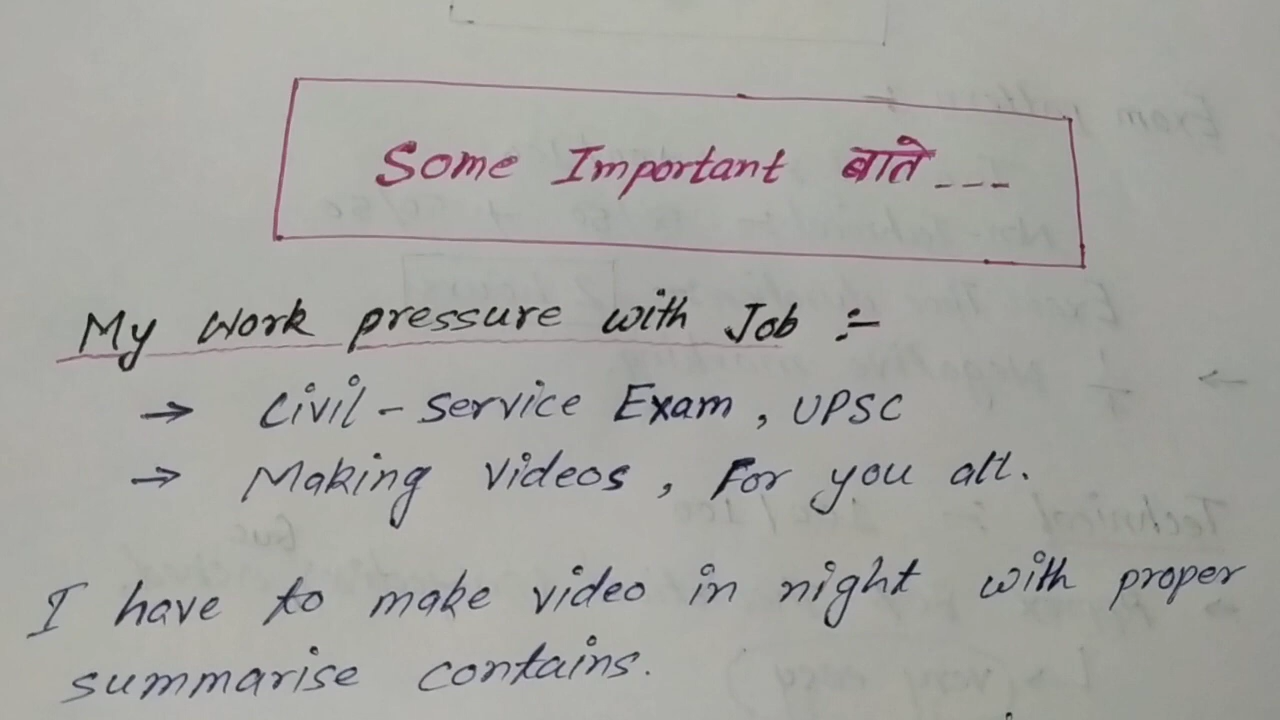 Some Important बाते---
My work pressure with Job :-
→ Civil-Service Exam, UPSC
→ Making Videos, For you all.
I have to make video in night with proper
summarise contains.